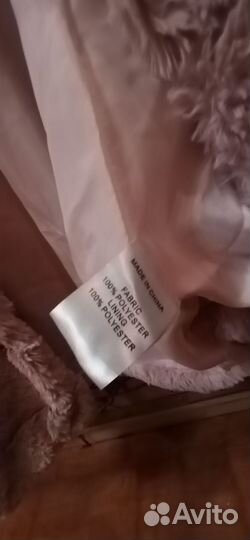 MADE IN CHINA
FABRIC
100% POLYESTER
LINING
100% POLYESTER
Avito